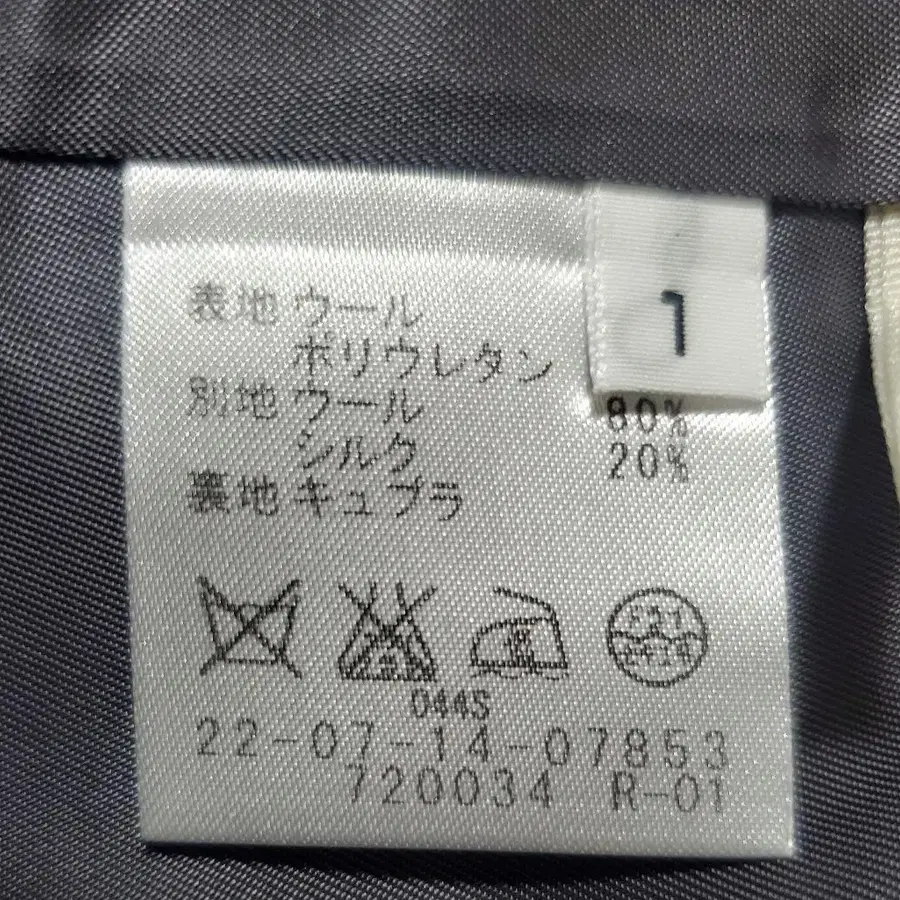 1
表地 ウール
ポリウレタン
別地 ウール 80%
シルク 20%
裏地 キュプラ
044S
22-07-14-07853
720034 R-01